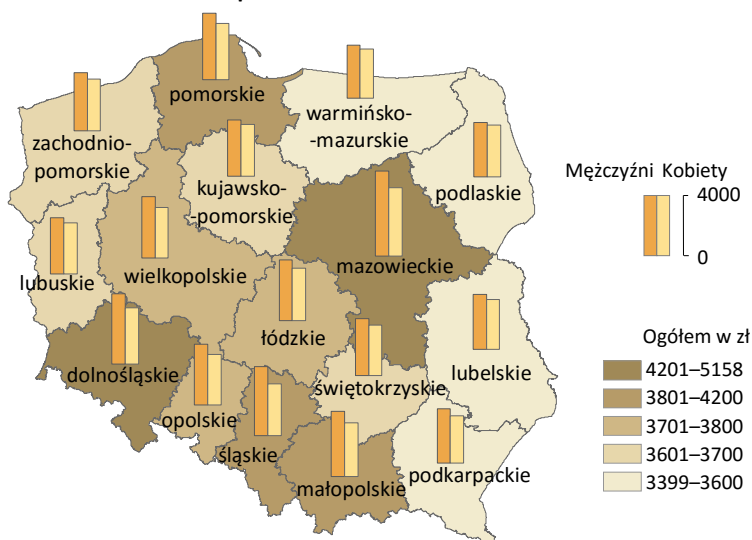 pomorskie
warmińsko-
-mazurskie
zachodnio-
pomorskie
kujawsko-
-pomorskie
podlaskie
lubuskie
wielkopolskie
mazowieckie
łódzkie
dolnośląskie
świętokrzyskie
lubelskie
opolskie
śląskie
małopolskie
podkarpackie
Mężczyźni Kobiety
4000
0
Ogółem w zł
4201–5158
3801–4200
3701–3800
3601–3700
3399–3600